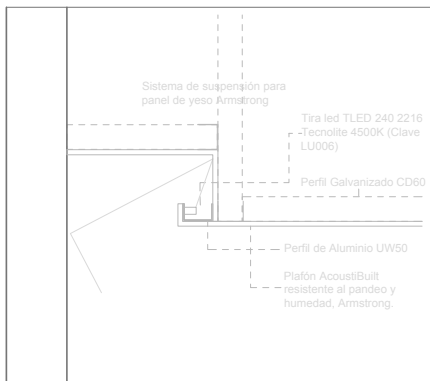 Sistema de suspensión para
panel de yeso Armstrong
Tira led TLED 240 2216
Tecnolite 4500K (Clave
LU006)
Perfil Galvanizado CD60
Perfil de Aluminio UW50
Plafón AcoustiBuilt
resistente al pandeo y
humedad, Armstrong.